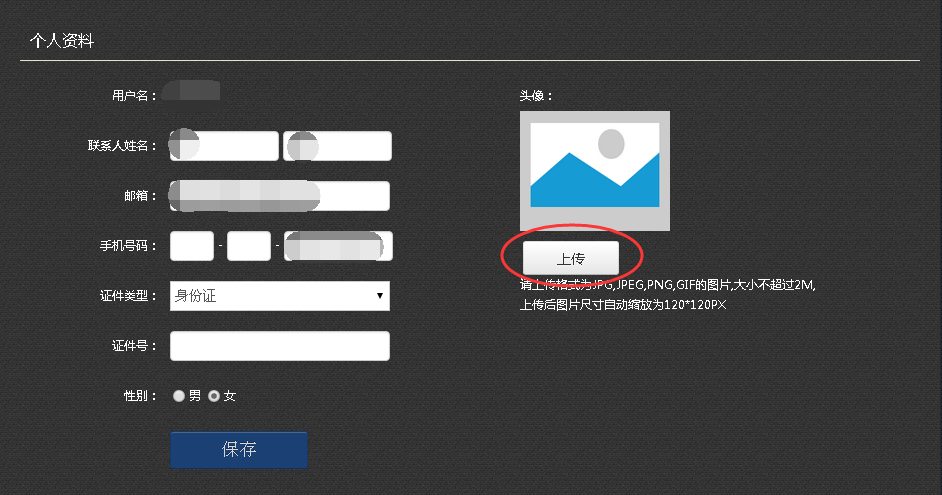 个人资料
用户名：
头像：
联系人姓名：
邮箱：
上传
手机号码： - -
请上传格式为JPG,JPEG,PNG,GIF的图片,大小不超过2M,
上传后图片尺寸自动缩放为120*120PX
证件类型： 身份证
证件号：
性别： 男 女
保存